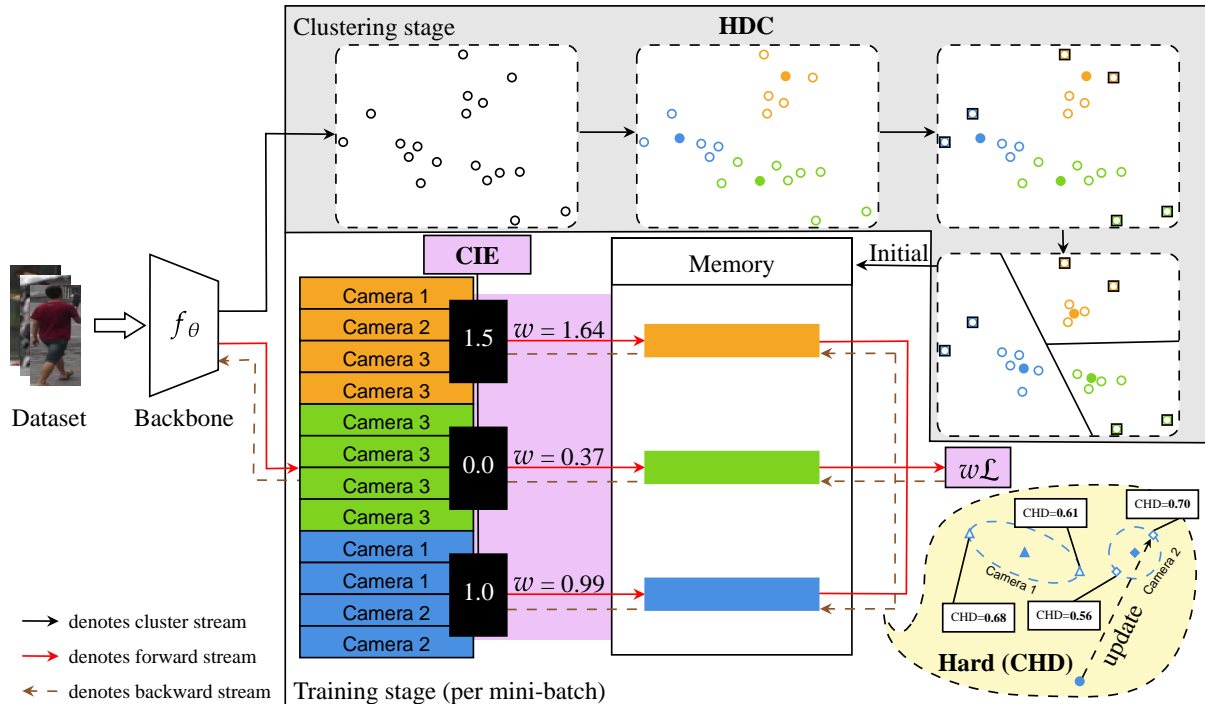 Clustering stage
HDC
CIE
Memory
Initial
Camera 1
Camera 2
Camera 3
Camera 3
Camera 3
Camera 3
Camera 3
Camera 3
Camera 1
Camera 1
Camera 2
Camera 2
1.5
0.0
1.0
w = 1.64
w = 0.37
w = 0.99
fθ
Dataset
Backbone
wℒ
CHD=0.61
CHD=0.70
Camera 1
Camera 2
CHD=0.68
CHD=0.56
update
Hard (CHD)
denotes cluster stream
denotes forward stream
denotes backward stream
Training stage (per mini-batch)